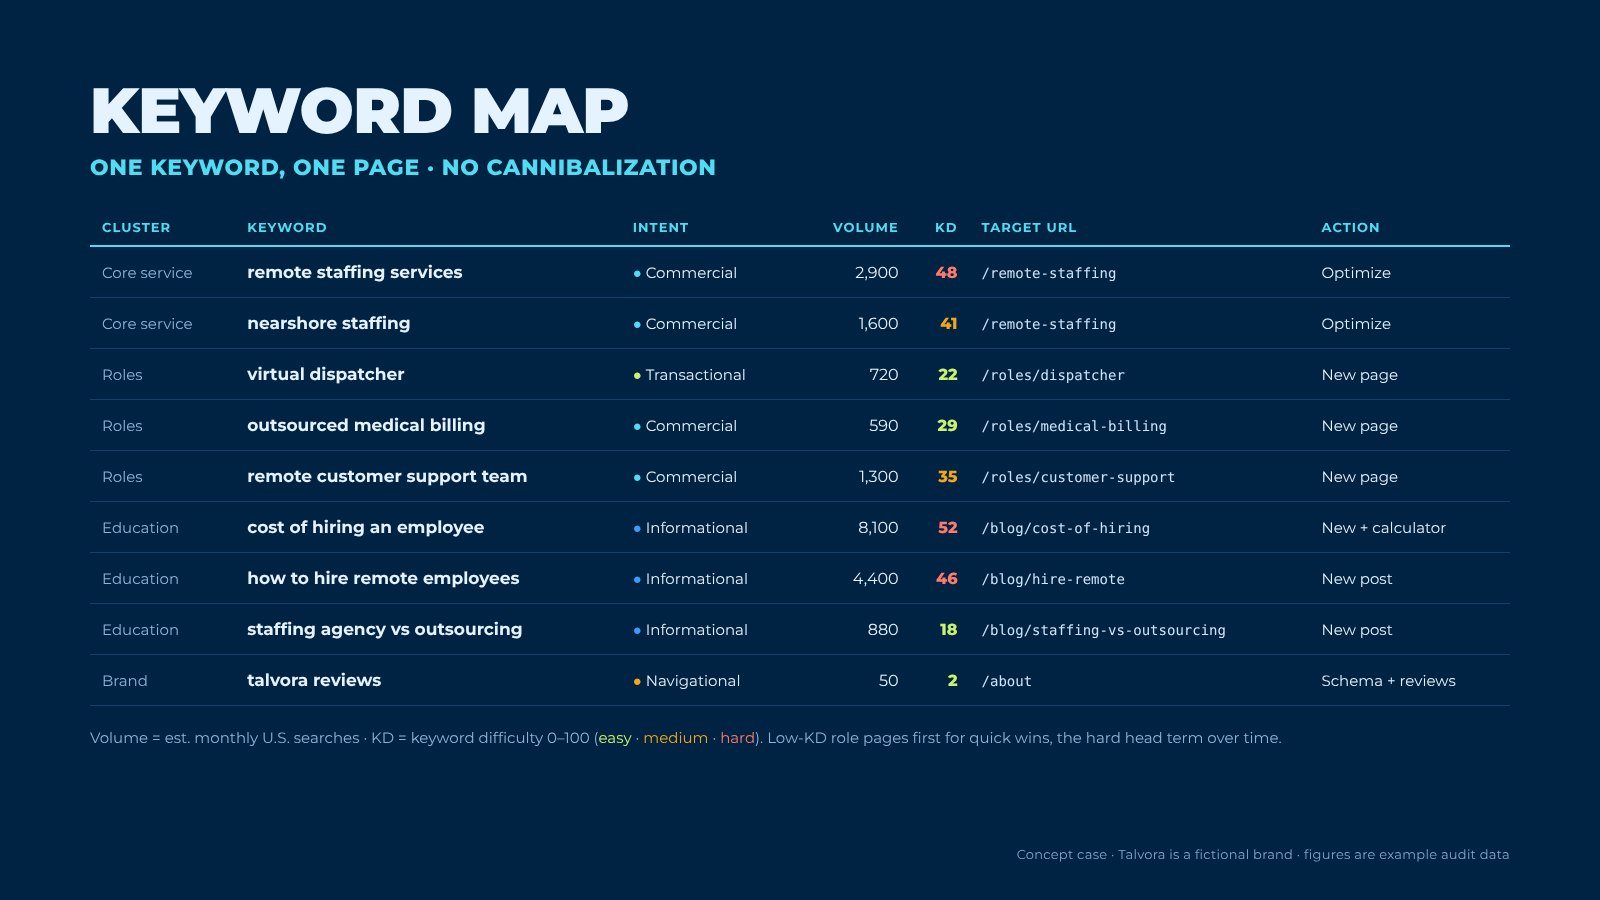 KEYWORD MAP
ONE KEYWORD, ONE PAGE · NO CANNIBALIZATION
CLUSTER KEYWORD INTENT VOLUME KD TARGET URL ACTION
Core service remote staffing services • Commercial 2,900 48 /remote-staffing Optimize
Core service nearshore staffing • Commercial 1,600 41 /remote-staffing Optimize
Roles virtual dispatcher • Transactional 720 22 /roles/dispatcher New page
Roles outsourced medical billing • Commercial 590 29 /roles/medical-billing New page
Roles remote customer support team • Commercial 1,300 35 /roles/customer-support New page
Education cost of hiring an employee • Informational 8,100 52 /blog/cost-of-hiring New + calculator
Education how to hire remote employees • Informational 4,400 46 /blog/hire-remote New post
Education staffing agency vs outsourcing • Informational 880 18 /blog/staffing-vs-outsourcing New post
Brand talvora reviews • Navigational 50 2 /about Schema + reviews
Volume = est. monthly U.S. searches · KD = keyword difficulty 0–100 (easy · medium · hard). Low-KD role pages first for quick wins, the hard head term over time.
Concept case · Talvora is a fictional brand · figures are example audit data